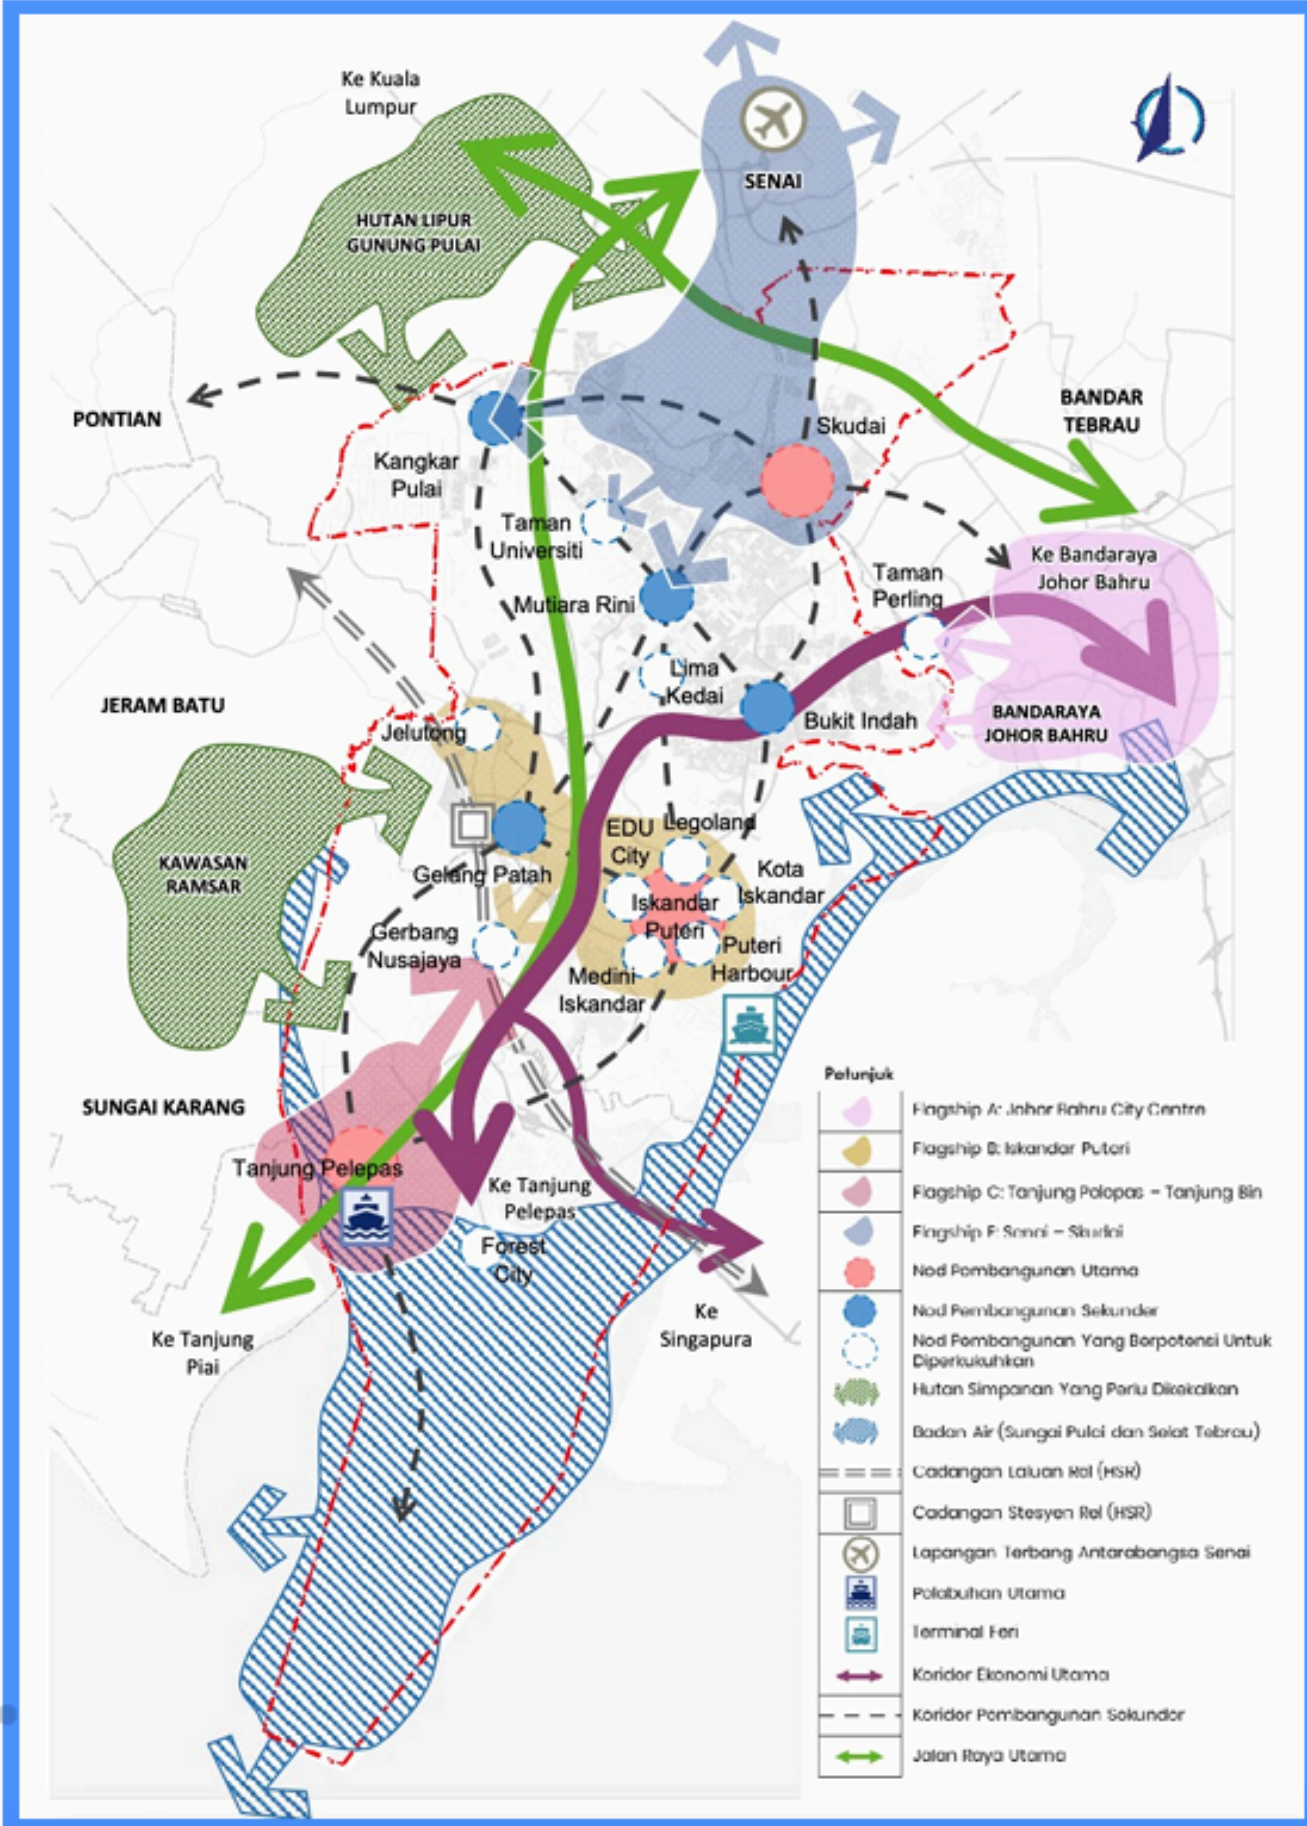 Ke Kuala
Lumpur
SENAI
HUTAN LIPUR
GUNUNG PULAI
PONTIAN
BANDAR
TEBRAU
Skudai
Kangkar
Pulai
Taman
Universiti
Ke Bandaraya
Johor Bahru
Taman
Perling
Mutiara Rini
Lima
Kedai
JERAM BATU
Jelutong
Bukit Indah
BANDARAYA
JOHOR BAHRU
EDU
City
Legoland
KAWASAN
RAMSAR
Gelang Patah
Kota
Iskandar
Iskandar
Puteri
Gerbang
Nusajaya
Puteri
Harbour
Medini
Iskandar
SUNGAI KARANG
Tanjung Pelepas
Ke Tanjung
Pelepas
Forest
City
Ke Tanjung
Piai
Ke
Singapura
Petunjuk
Flagship A: Johor Bahru City Centre
Flagship B: Iskandar Puteri
Flagship C: Tanjung Pelepas – Tanjung Bin
Flagship E: Senai – Skudai
Nod Pembangunan Utama
Nod Pembangunan Sekunder
Nod Pembangunan Yang Berpotensi Untuk
Diperkukuhkan
Hutan Simpanan Yang Perlu Dikekalkan
Badan Air (Sungai Pulai dan Selat Tebrau)
Cadangan Laluan Rel (HSR)
Cadangan Stesyen Rel (HSR)
Lapangan Terbang Antarabangsa Senai
Pelabuhan Utama
Terminal Feri
Koridor Ekonomi Utama
Koridor Pembangunan Sekunder
Jalan Raya Utama